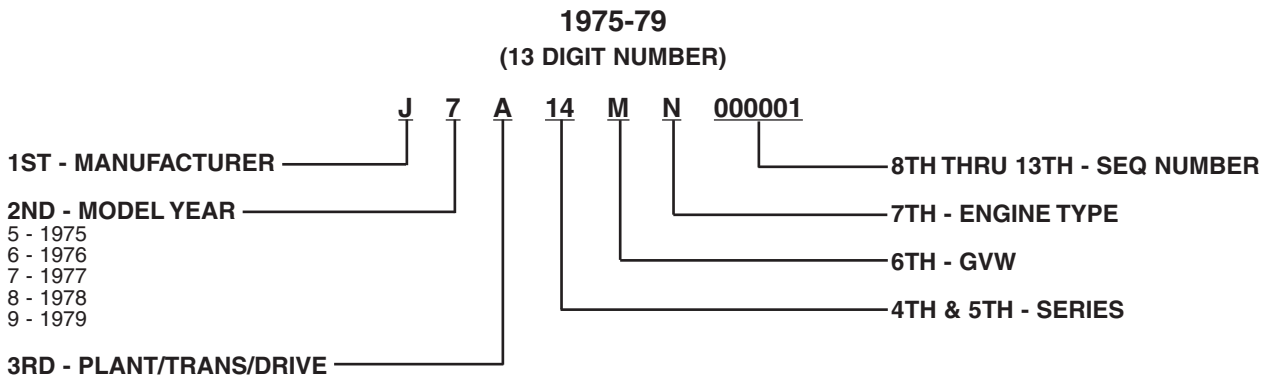 1975-79
(13 DIGIT NUMBER)
J 7 A 14 M N 000001
1ST - MANUFACTURER
2ND - MODEL YEAR
5 - 1975
6 - 1976
7 - 1977
8 - 1978
9 - 1979
3RD - PLANT/TRANS/DRIVE
8TH THRU 13TH - SEQ NUMBER
7TH - ENGINE TYPE
6TH - GVW
4TH & 5TH - SERIES